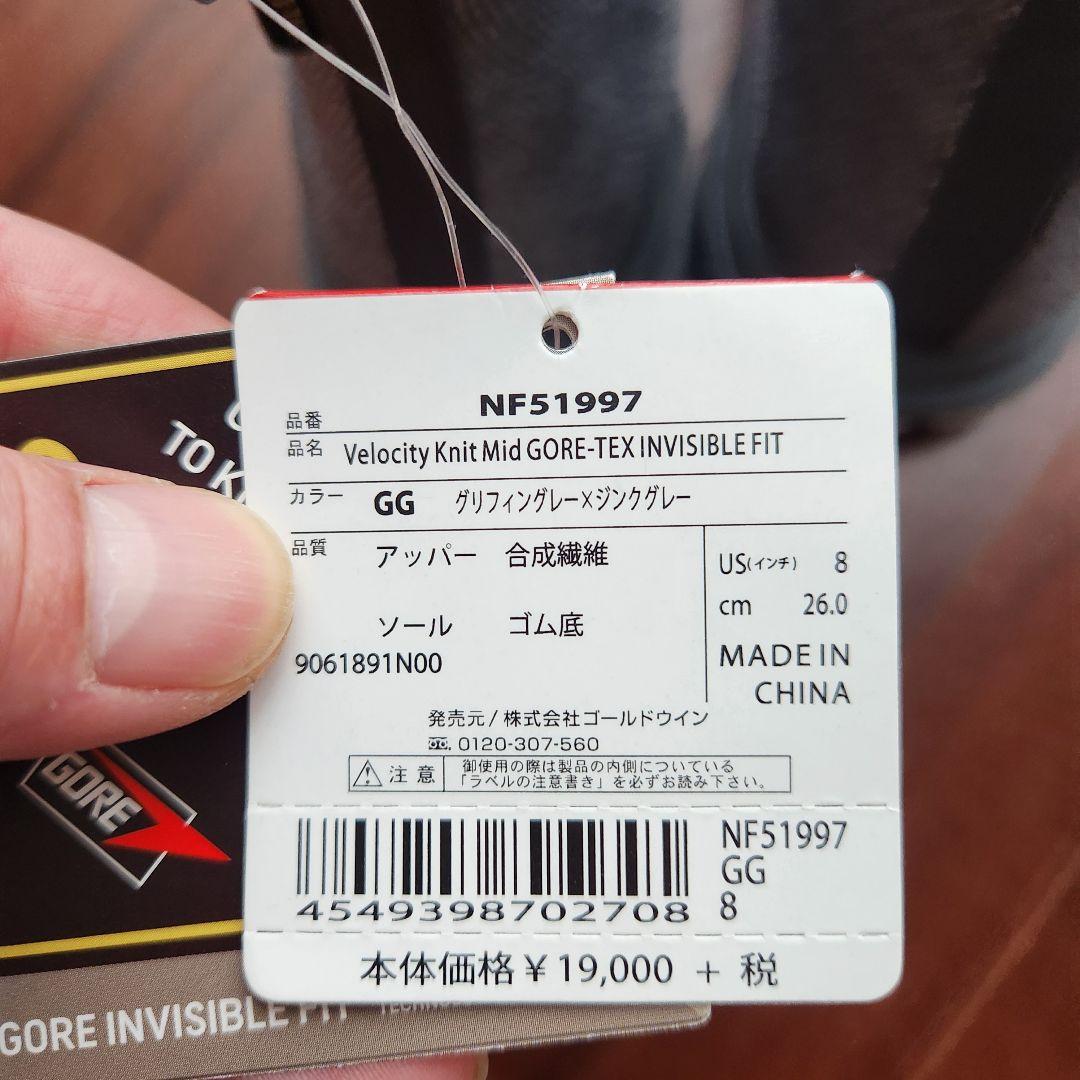 TO
品番 NF51997
品名 Velocity Knit Mid GORE-TEX INVISIBLE FIT
カラー GG グリフィングレー×ジンクグレー
品質 アッパー 合成繊維
ソール ゴム底
9061891N00
US(インチ) 8
cm 26.0
MADE IN
CHINA
発売元/株式会社ゴールドウイン
0120-307-560
注意 御使用の際は製品の内側についている
「ラベルの注意書き」を必ずお読み下さい。
GORE
4549398702708
NF51997
GG
8
本体価格¥19,000 + 税
GORE INVISIBLE FIT